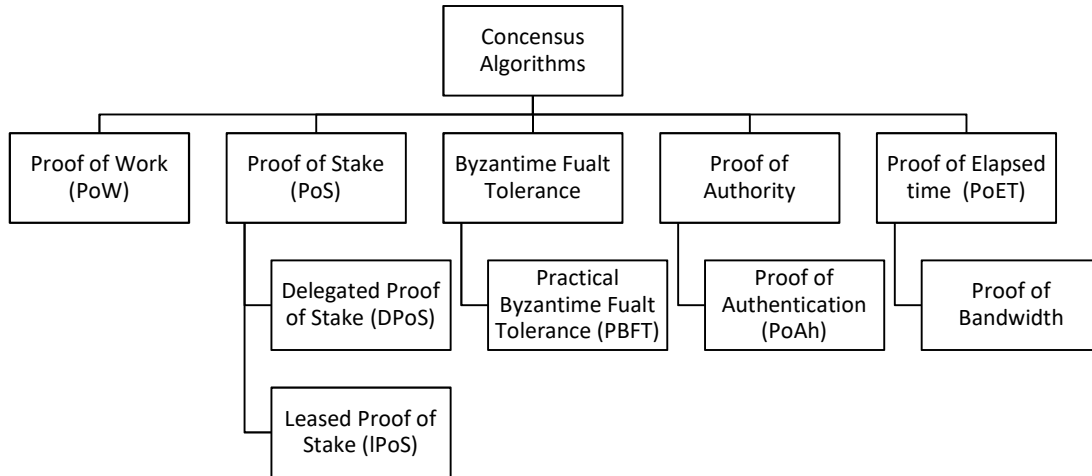 Concensus
Algorithms
Proof of Work
(PoW)
Proof of Stake
(PoS)
Byzantime Fualt
Tolerance
Proof of
Authority
Proof of Elapsed
time (PoET)
Delegated Proof
of Stake (DPoS)
Practical
Byzantime Fualt
Tolerance (PBFT)
Proof of
Authentication
(PoAh)
Proof of
Bandwidth
Leased Proof of
Stake (lPoS)